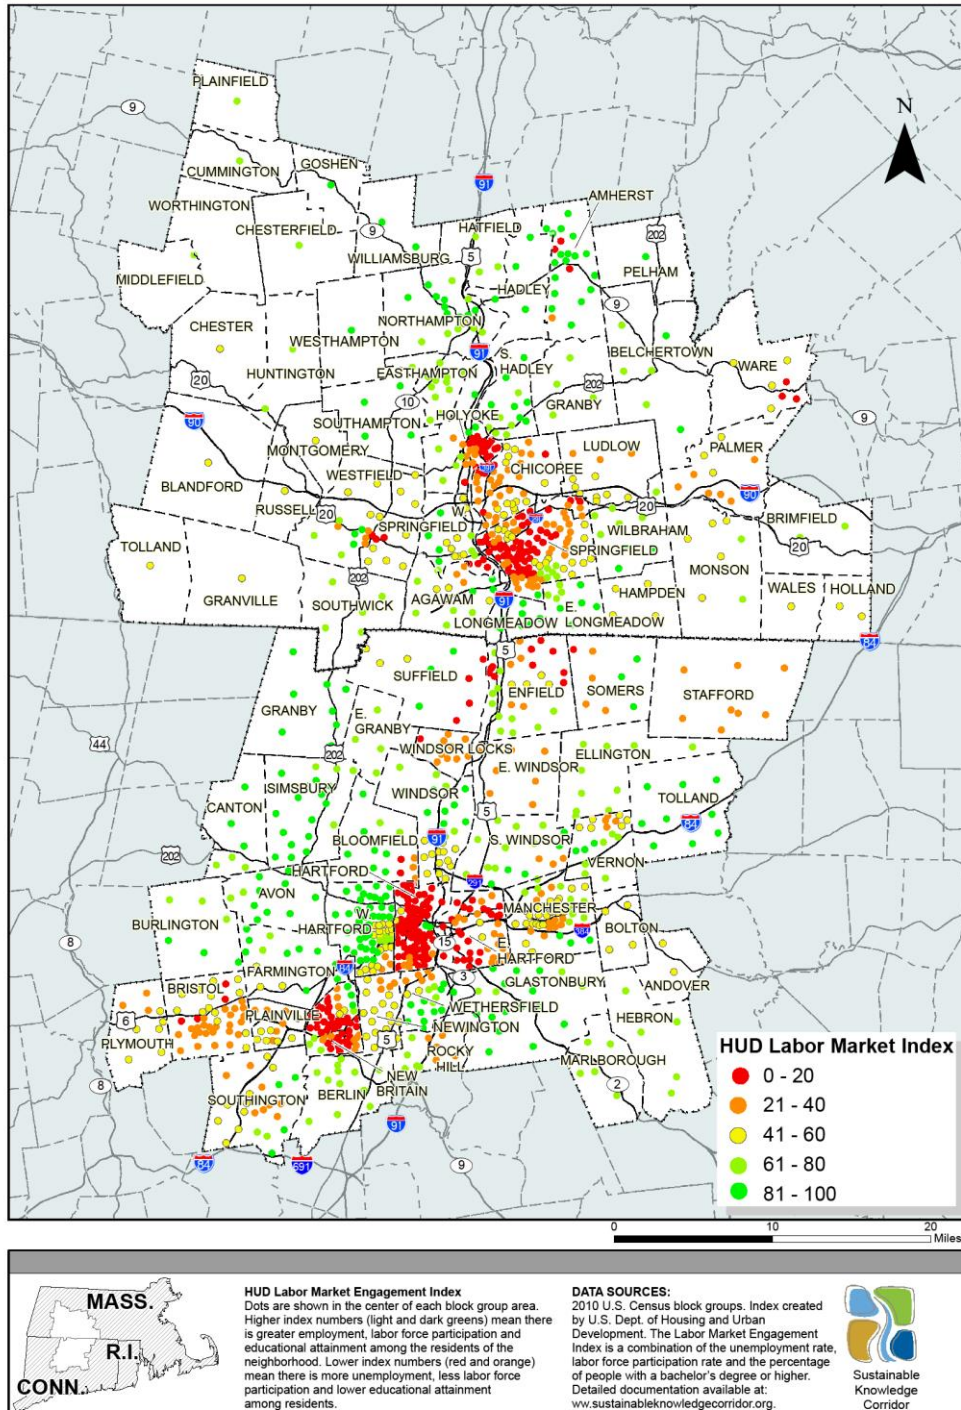 PLAINFIELD
9
N
CUMMINGTON
GOSHEN
91
AMHERST
WORTHINGTON
CHESTERFIELD
9
HATFIELD
202
WILLIAMSBURG
5
MIDDLEFIELD
HADLEY
PELHAM
9
CHESTER
NORTHAMPTON
WESTHAMPTON
91
S.
HADLEY
BELCHERTOWN
WARE
20
HUNTINGTON
EASTHAMPTON
202
10
GRANBY
9
90
SOUTHAMPTON
HOLYOKE
MONTGOMERY
LUDLOW
PALMER
CHICOREE
WESTFIELD
BLANDFORD
90
RUSSELL
20
W.
SPRINGFIELD
20
BRIMFIELD
WILBRAHAM
TOLLAND
SPRINGFIELD
20
202
MONSON
GRANVILLE
SOUTHWICK
AGAWAM
91
HAMPDEN
WALES
HOLLAND
E.
LONGMEADOW
LONGMEADOW
5
84
SUFFIELD
ENFIELD
SOMERS
STAFFORD
GRANBY
E.
GRANBY
44
202
WINDSOR LOCKS
ELLINGTON
E. WINDSOR
SIMSBURY
WINDSOR
TOLLAND
CANTON
5
84
BLOOMFIELD
91
S. WINDSOR
202
HARTFORD
VERNON
291
AVON
MANCHESTER
BURLINGTON
W.
HARTFORD
384
BOLTON
8
15
E.
HARTFORD
FARMINGTON
84
3
GLASTONBURY
ANDOVER
BRISTOL
WETHERSFIELD
6
PLAINVILLE
NEWINGTON
HEBRON
PLYMOUTH
5
ROCKY
HILL
MARLBOROUGH
8
NEW
BRITAIN
2
SOUTHINGTON
BERLIN
91
84
691
9
HUD Labor Market Index
0 - 20
21 - 40
41 - 60
61 - 80
81 - 100
0 10 20
Miles
MASS.
R.I.
CONN.
HUD Labor Market Engagement Index
Dots are shown in the center of each block group area.
Higher index numbers (light and dark greens) mean there
is greater employment, labor force participation and
educational attainment among the residents of the
neighborhood. Lower index numbers (red and orange)
mean there is more unemployment, less labor force
participation and lower educational attainment
among residents.
DATA SOURCES:
2010 U.S. Census block groups. Index created
by U.S. Dept. of Housing and Urban
Development. The Labor Market Engagement
Index is a combination of the unemployment rate,
labor force participation rate and the percentage
of people with a bachelor's degree or higher.
Detailed documentation available at:
ww.sustainableknowledgecorridor.org.
Sustainable
Knowledge
Corridor